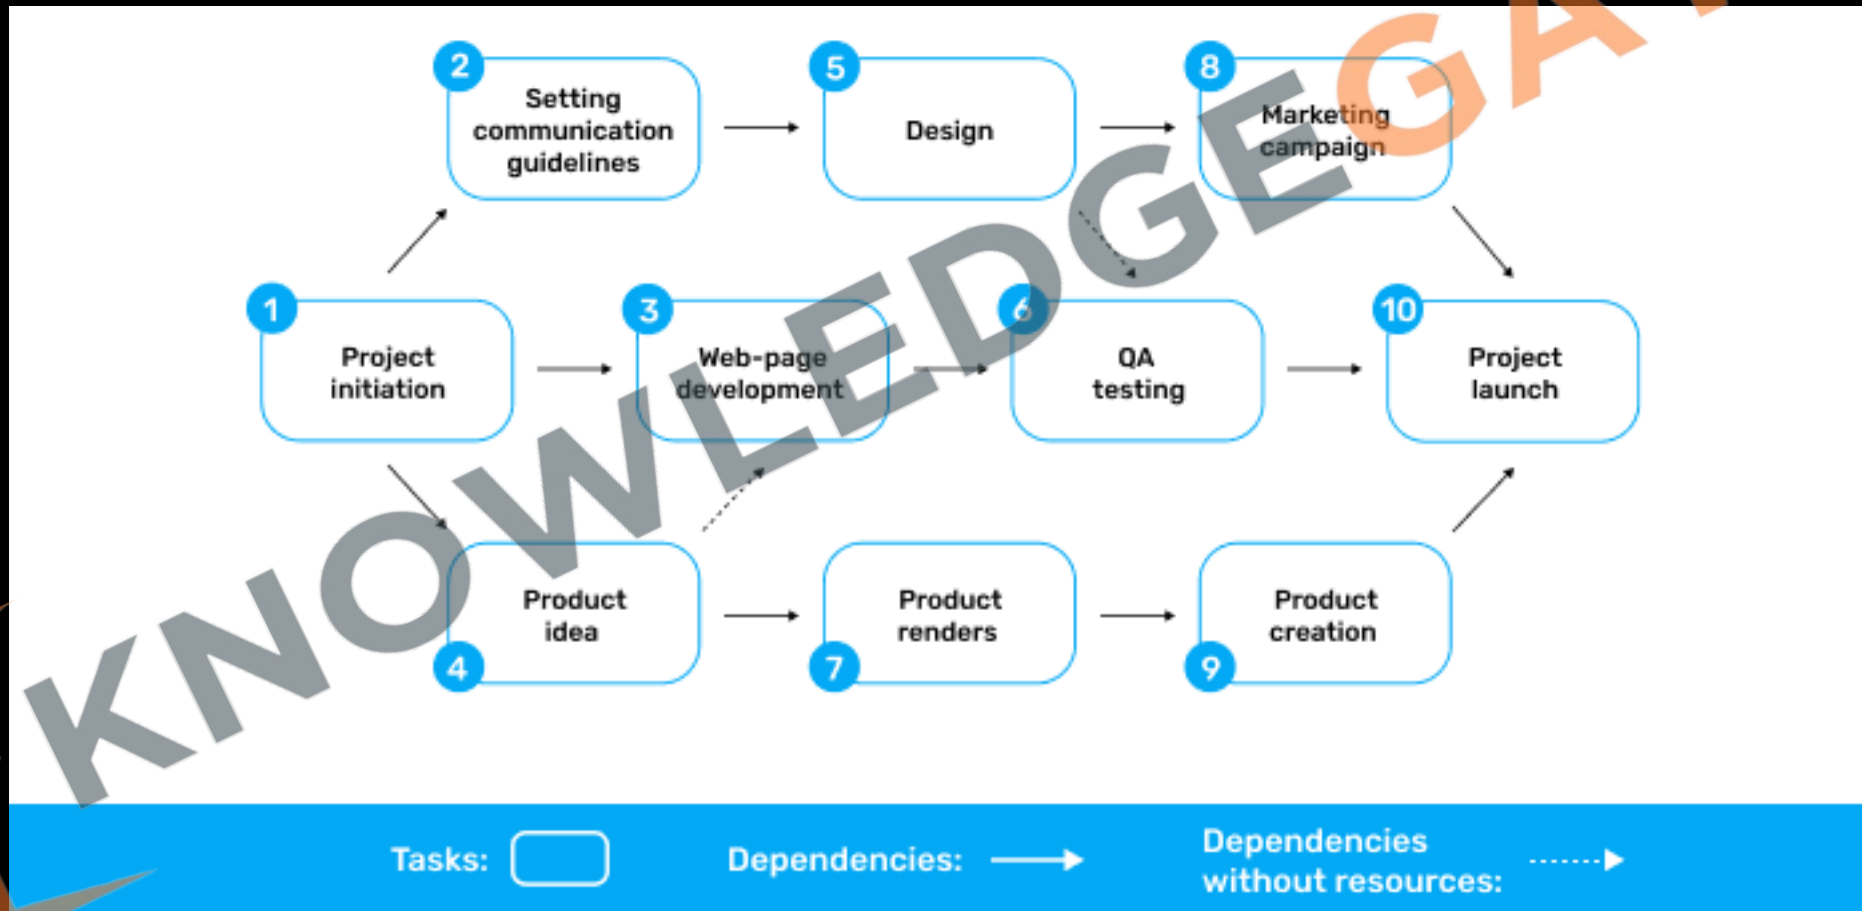 2
Setting
communication
guidelines
5
Design
8
Marketing
campaign
1
Project
initiation
3
Web-page
development
6
QA
testing
10
Project
launch
4
Product
idea
7
Product
renders
9
Product
creation
KNOWLEDGEGA
Tasks:
Dependencies:
Dependencies
without resources: